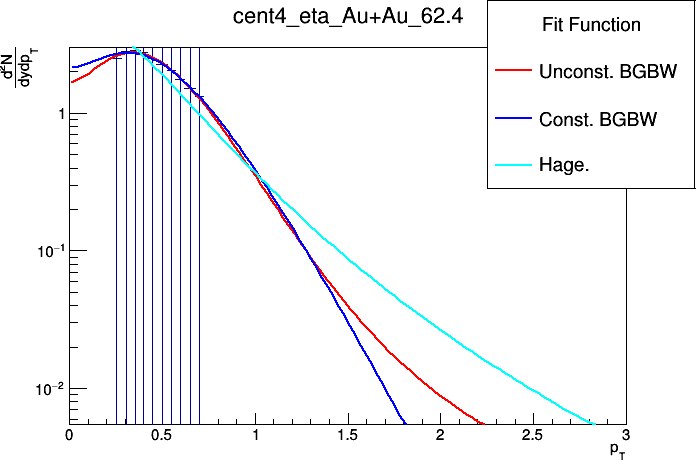 cent4_eta_Au+Au_62.4
Fit Function
Unconst. BGBW
Const. BGBW
Hage.
d²N
dydp_T
1
10⁻¹
10⁻²
0 0.5 1 1.5 2 2.5 3
p_T